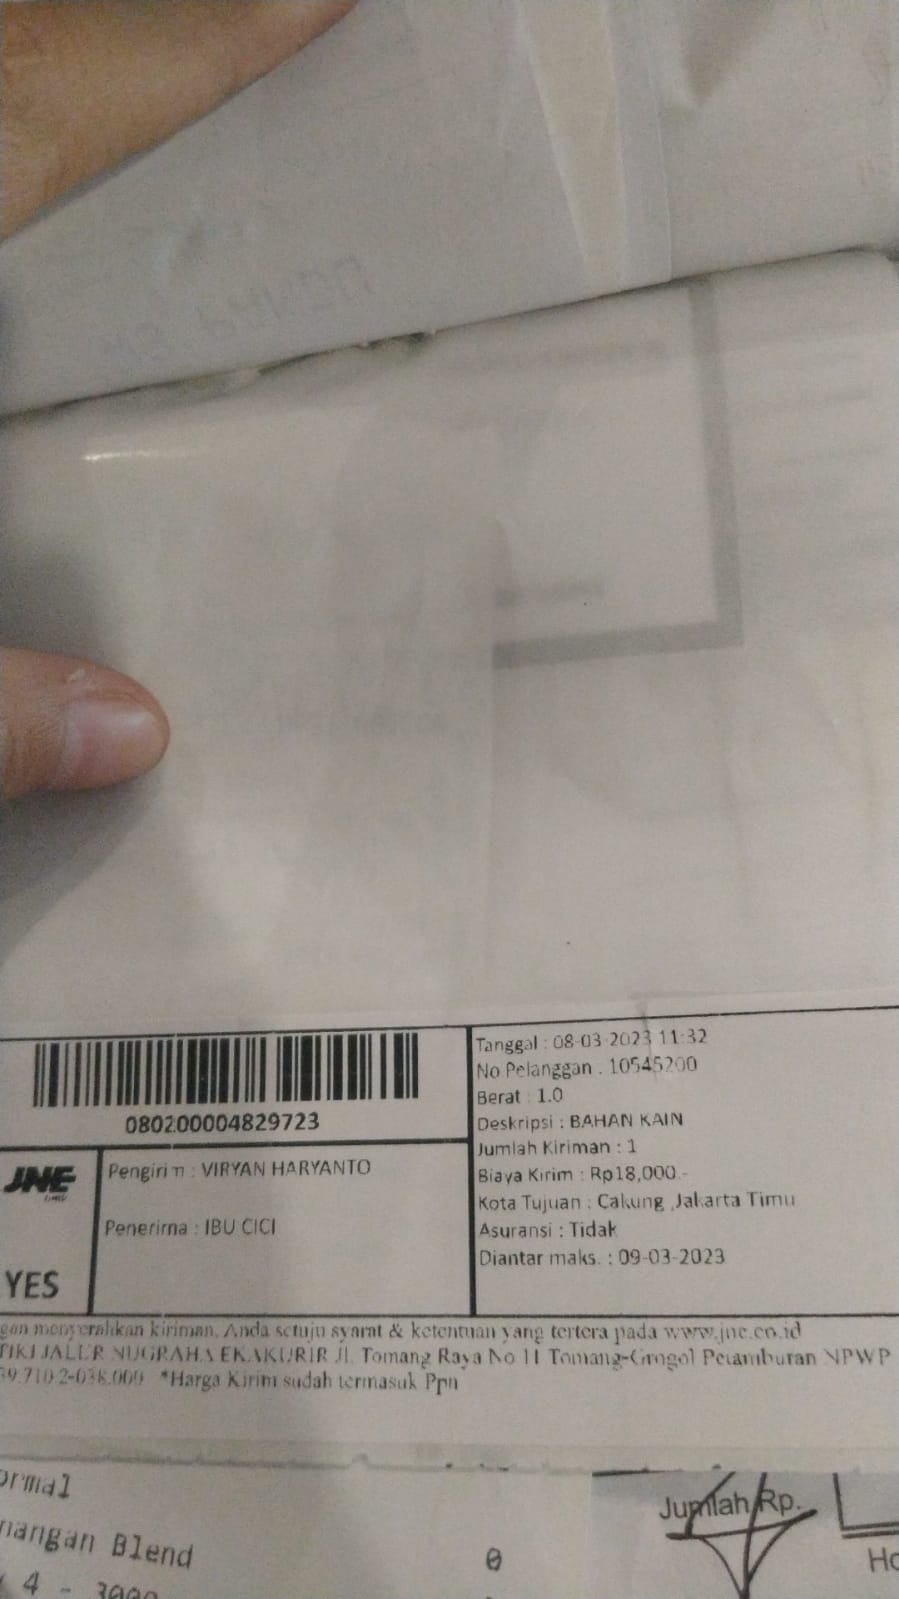 080200004829723
JNE
YES
Pengirim : VIRYAN HARYANTO
Penerima : IBU CICI
Tanggal : 08-03-2023 11:32
No Pelanggan . 10545200
Berat : 1.0
Deskripsi : BAHAN KAIN
Jumlah Kiriman : 1
Biaya Kirim : Rp18,000.-
Kota Tujuan : Cakung ,Jakarta Timu
Asuransi : Tidak
Diantar maks. : 09-03-2023
gan menyerahkan kiriman, Anda setuju syarat & ketentuan yang tertera pada www.jne.co.id
TIKI JALUR NUGRAHA EKAKURIR Jl. Tomang Raya No 11 Tomang-Grogol Petamburan NPWP
39.710.2-038.000 *Harga Kirim sudah termasuk Ppn
ormal
nangan Blend 0
4 - 3000
Jumlah Rp.
Ho